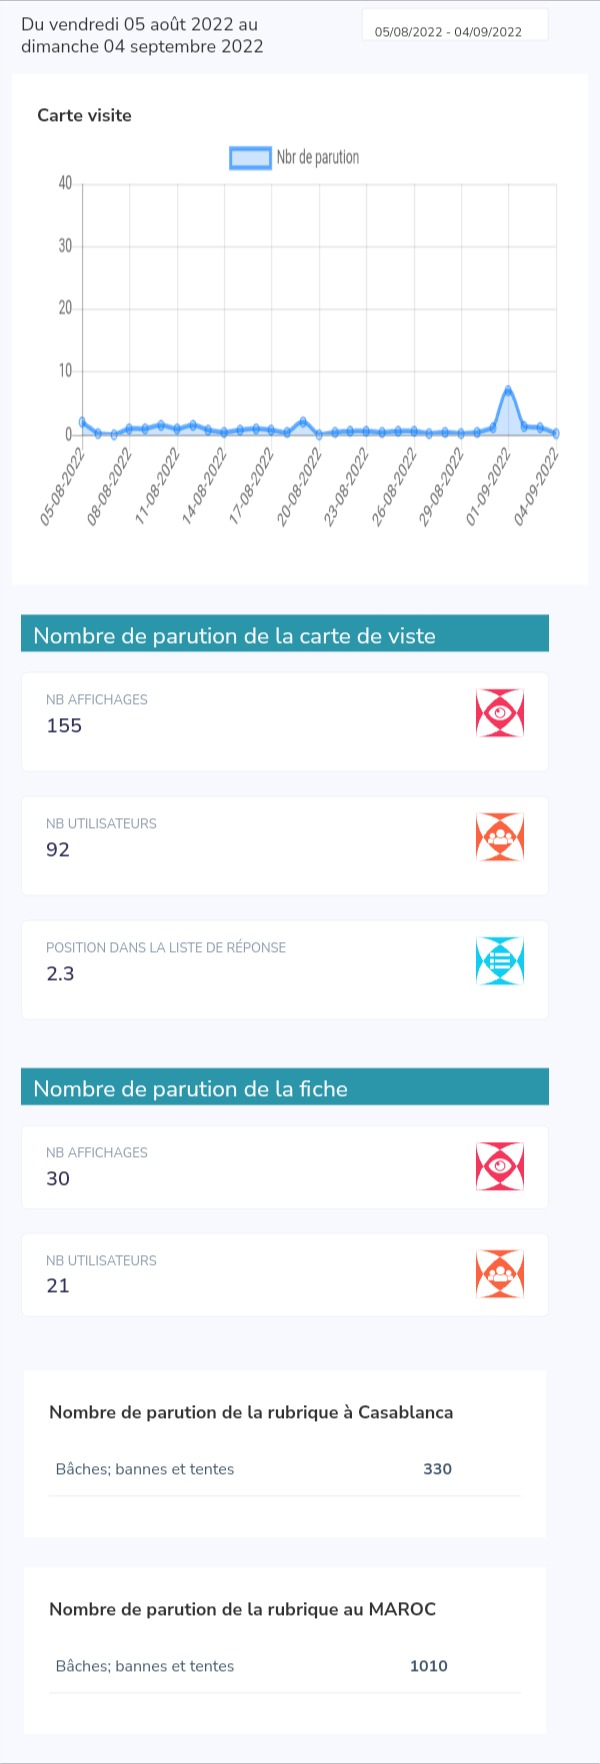 Du vendredi 05 août 2022 au
dimanche 04 septembre 2022
05/08/2022 - 04/09/2022
Carte visite
Nbr de parution
40
30
20
10
0
05-08-2022
08-08-2022
11-08-2022
14-08-2022
17-08-2022
20-08-2022
23-08-2022
26-08-2022
29-08-2022
01-09-2022
04-09-2022
Nombre de parution de la carte de viste
NB AFFICHAGES
155
NB UTILISATEURS
92
POSITION DANS LA LISTE DE RÉPONSE
2.3
Nombre de parution de la fiche
NB AFFICHAGES
30
NB UTILISATEURS
21
Nombre de parution de la rubrique à Casablanca
Bâches; bannes et tentes 330
Nombre de parution de la rubrique au MAROC
Bâches; bannes et tentes 1010